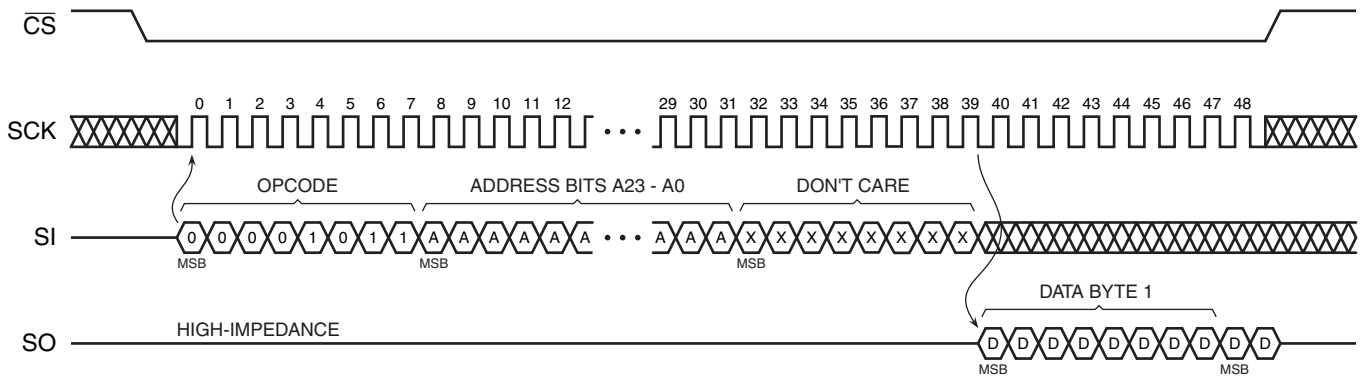 CS
0 1 2 3 4 5 6 7 8 9 10 11 12 29 30 31 32 33 34 35 36 37 38 39 40 41 42 43 44 45 46 47 48
SCK
OPCODE ADDRESS BITS A23 - A0 DON'T CARE
SI 0 0 0 0 1 0 1 1 A A A A A A A A A X X X X X X X X
MSB MSB MSB
DATA BYTE 1
HIGH-IMPEDANCE
SO D D D D D D D D D D
MSB MSB